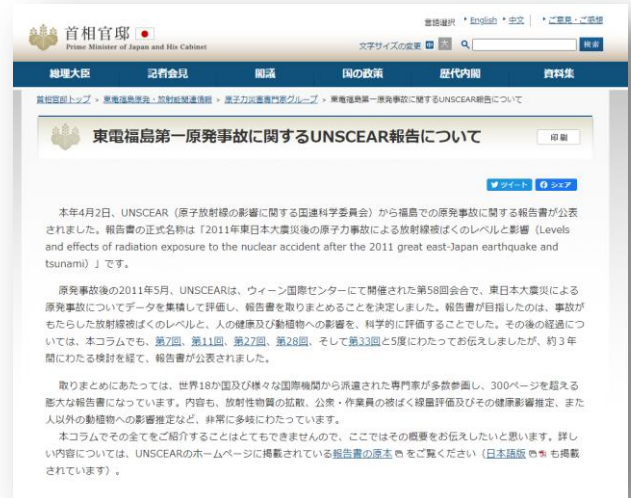 首相官邸
Prime Minister of Japan and His Cabinet
言語選択 English 中文 ご意見・ご感想
文字サイズの変更 中 大 検索
総理大臣 記者会見 閣議 国の政策 歴代内閣 資料集
首相官邸トップ > 東電福島原発・放射能関連情報 > 原子力災害専門家グループ > 東電福島第一原発事故に関するUNSCEAR報告について
東電福島第一原発事故に関するUNSCEAR報告について 印刷
ツイート シェア
本年4月2日、UNSCEAR（原子放射線の影響に関する国連科学委員会）から福島での原発事故に関する報告書が公表
されました。報告書の正式名称は「2011年東日本大震災後の原子力事故による放射線被ばくのレベルと影響（Levels
and effects of radiation exposure to the nuclear accident after the 2011 great east-Japan earthquake and
tsunami）」です。
原発事故後の2011年5月、UNSCEARは、ウィーン国際センターにて開催された第58回会合で、東日本大震災による
原発事故についてデータを集積して評価し、報告書を取りまとめることを決定しました。報告書が目指したのは、事故が
もたらした放射線被ばくのレベルと、人の健康及び動植物への影響を、科学的に評価することでした。その後の経過につ
いては、本コラムでも、第7回、第11回、第27回、第28回、そして第33回と5度にわたってお伝えしましたが、約３年
間にわたる検討を経て、報告書が公表されました。
取りまとめにあたっては、世界18か国及び様々な国際機関から派遣された専門家が多数参画し、300ページを超える
膨大な報告書になっています。内容も、放射性物質の拡散、公衆・作業員の被ばく線量評価及びその健康影響推定、また
人以外の動植物への影響推定など、非常に多岐にわたっています。
本コラムでその全てをご紹介することはとてもできませんので、ここではその概要をお伝えしたいと思います。詳し
い内容については、UNSCEARのホームページに掲載されている報告書の原本 をご覧ください（日本語版 も掲載
されています）。